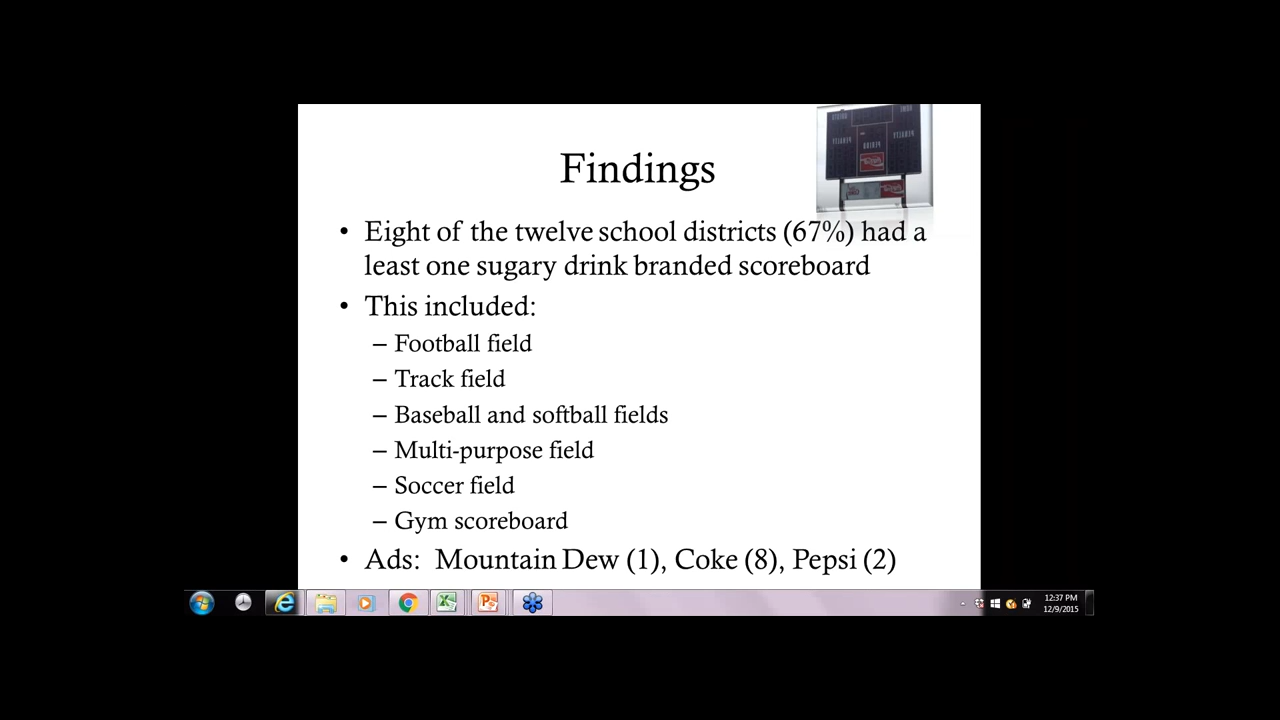 Findings
• Eight of the twelve school districts (67%) had a
least one sugary drink branded scoreboard
• This included:
– Football field
– Track field
– Baseball and softball fields
– Multi-purpose field
– Soccer field
– Gym scoreboard
• Ads: Mountain Dew (1), Coke (8), Pepsi (2)
12:37 PM
12/9/2015